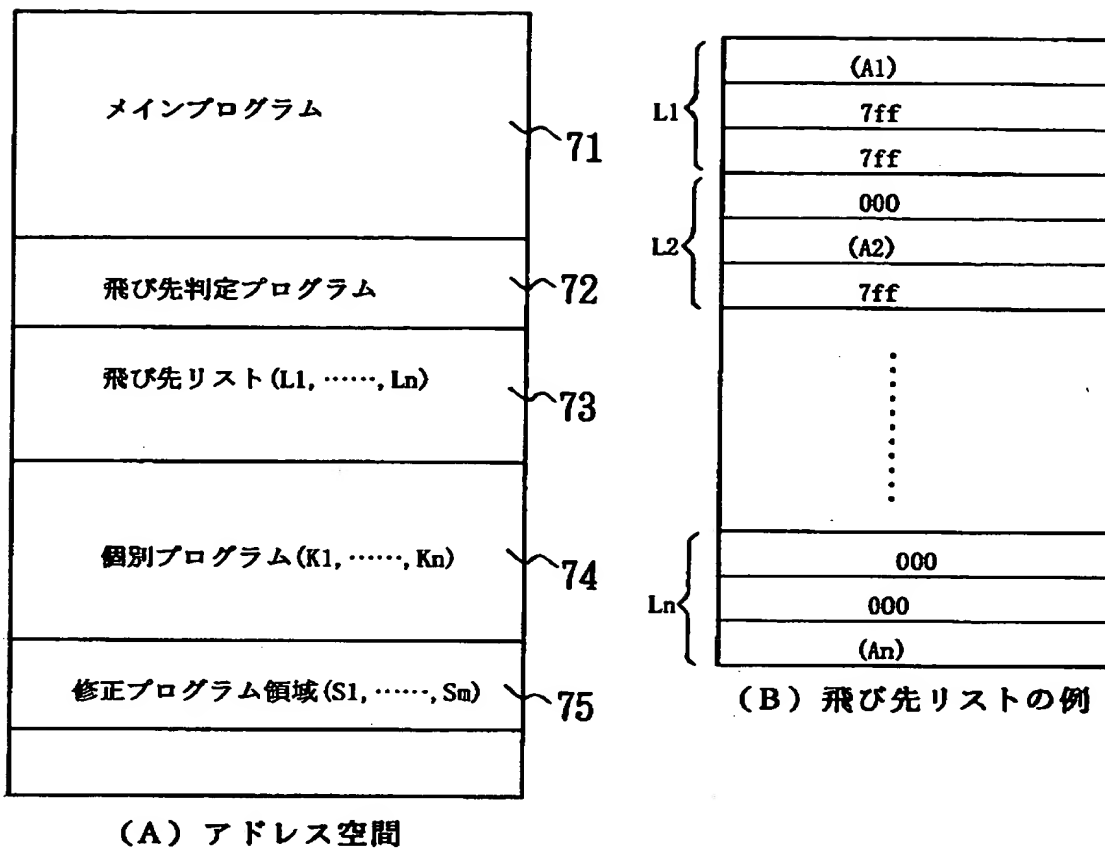 メインプログラム
71
飛び先判定プログラム
72
飛び先リスト(L1, ……, Ln)
73
個別プログラム(K1, ……, Kn)
74
修正プログラム領域(S1, ……, Sm)
75
(A) アドレス空間
L1
(A1)
7ff
7ff
L2
000
(A2)
7ff
Ln
000
000
(An)
(B) 飛び先リストの例